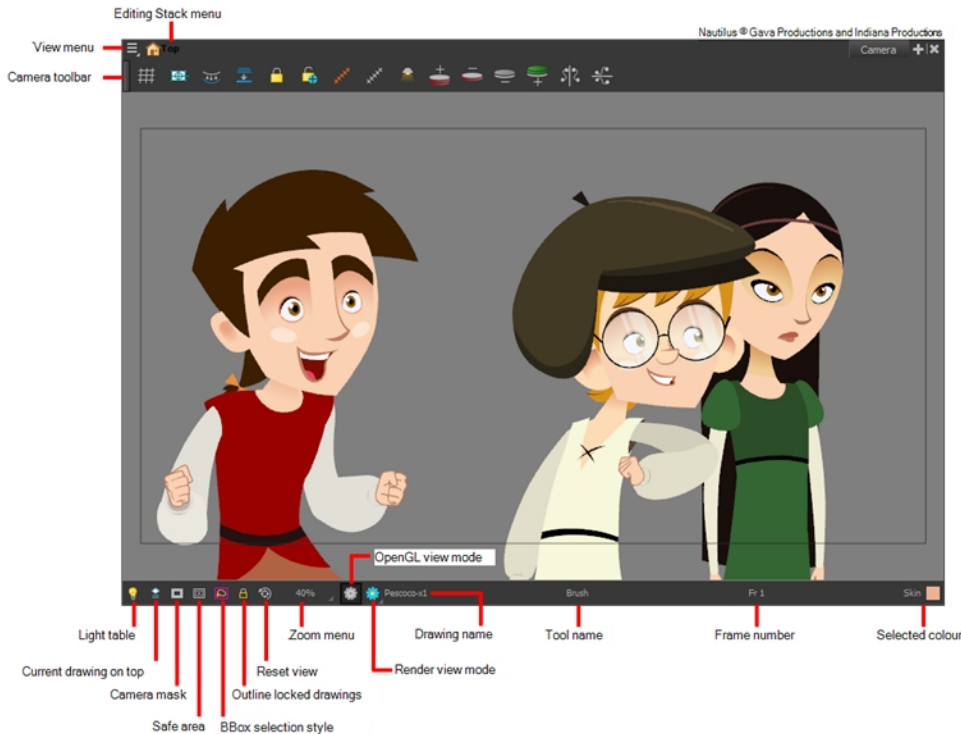 Editing Stack menu
Nautilus ® Gava Productions and Indiana Productions
View menu
Top
Camera
Camera toolbar
OpenGL view mode
40%
Pescoco-x1
Brush
Fr 1
Skin
Light table
Zoom menu
Drawing name
Tool name
Frame number
Selected colour
Current drawing on top
Reset view
Render view mode
Camera mask
Outline locked drawings
Safe area
BBox selection style